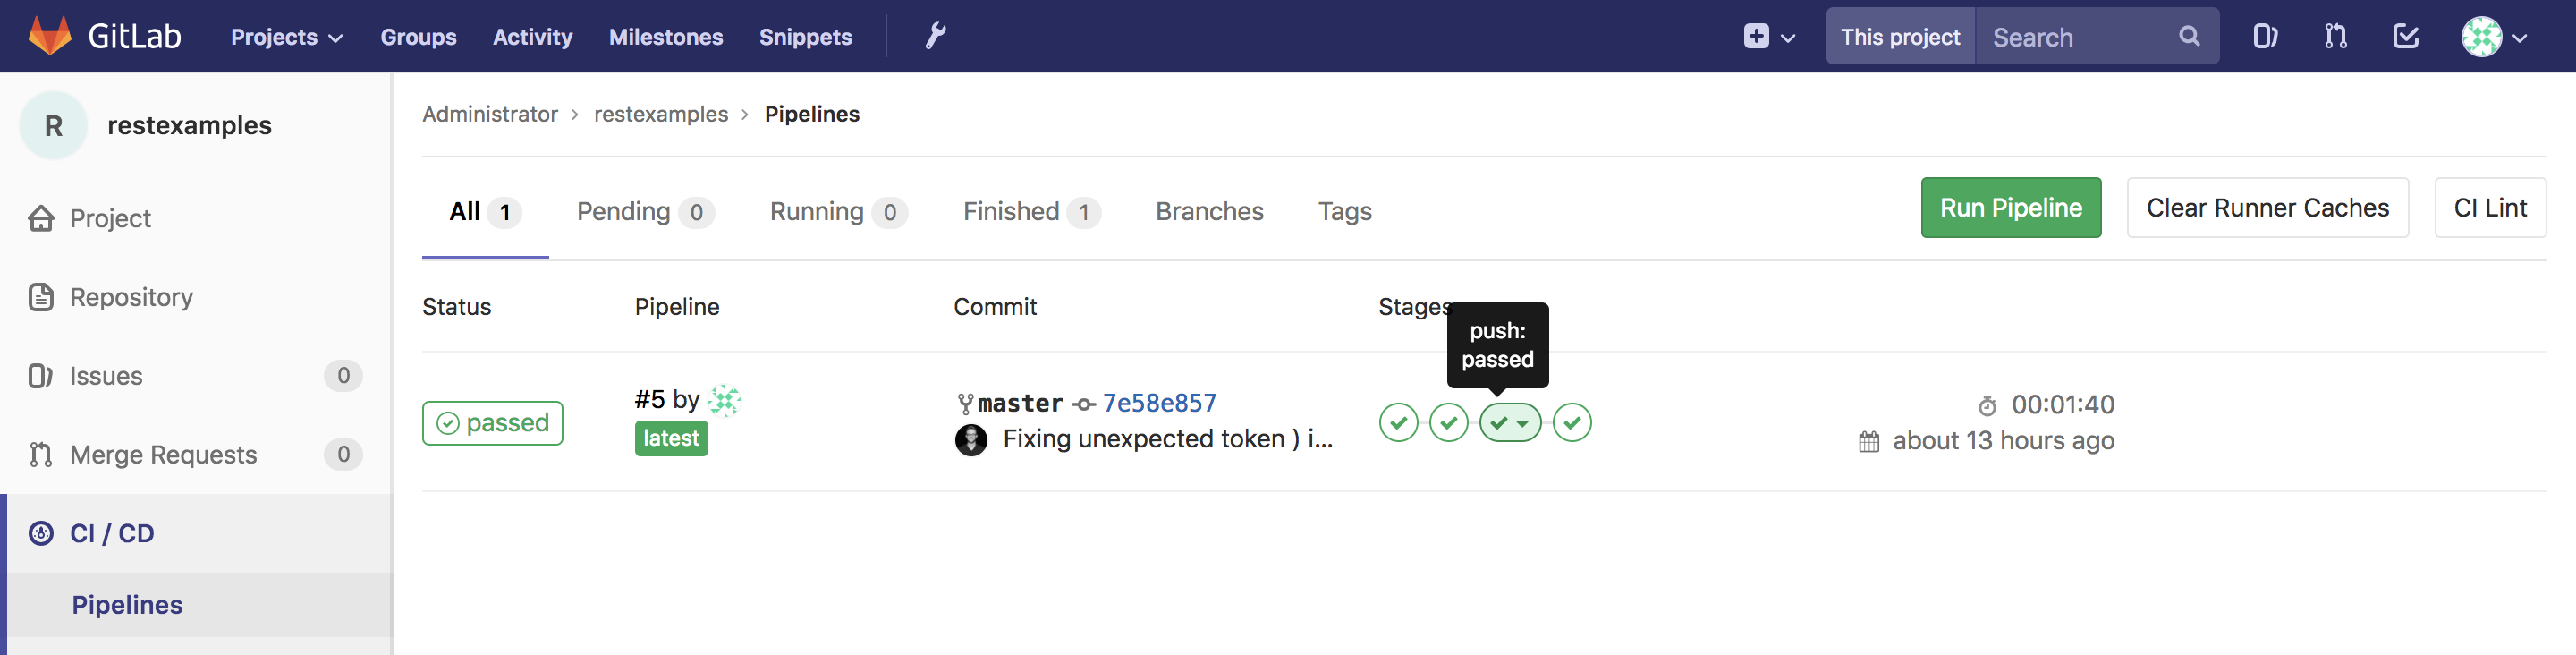 GitLab Projects Groups Activity Milestones Snippets This project Search
R restexamples
Project
Repository
Issues 0
Merge Requests 0
CI / CD
Pipelines
Administrator > restexamples > Pipelines
All 1 Pending 0 Running 0 Finished 1 Branches Tags Run Pipeline Clear Runner Caches CI Lint
Status Pipeline Commit Stages
push:
passed
passed
#5 by
latest
master 7e58e857
Fixing unexpected token ) i...
00:01:40
about 13 hours ago